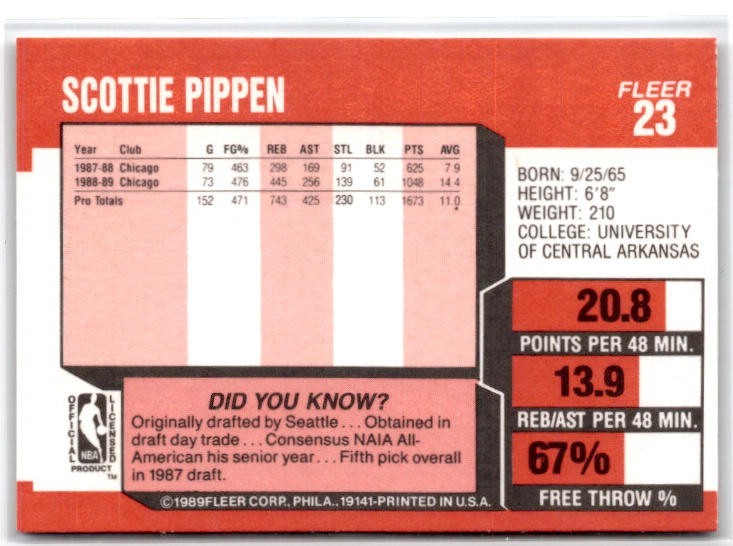 SCOTTIE PIPPEN
FLEER
23
Year Club G FG% REB AST STL BLK PTS AVG
1987-88 Chicago 79 463 298 169 91 52 625 7.9
1988-89 Chicago 73 476 445 256 139 61 1048 14.4
Pro Totals 152 471 743 425 230 113 1673 11.0
BORN: 9/25/65
HEIGHT: 6'8"
WEIGHT: 210
COLLEGE: UNIVERSITY
OF CENTRAL ARKANSAS
20.8
POINTS PER 48 MIN.
13.9
REB/AST PER 48 MIN.
67%
FREE THROW %
DID YOU KNOW?
Originally drafted by Seattle...Obtained in
draft day trade...Consensus NAIA All-
American his senior year...Fifth pick overall
in 1987 draft.
OFFICIAL
LICENSED
NBA
PRODUCT TM
©1989FLEER CORP., PHILA., 19141-PRINTED IN U.S.A.